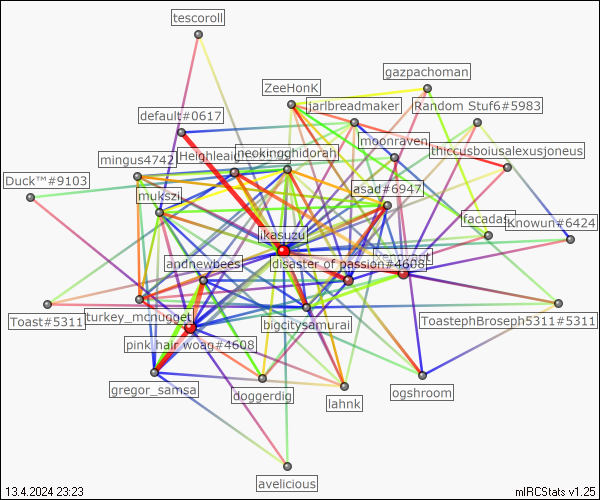 tescoroll
gazpachoman
ZeeHonK
jarlbreadmaker
Random Stuf6#5983
default#0617
moonraven
thiccusboiusalexusjoneus
mingus4742
neokingghidorah
Duck™#9103
mukszi
asad#6947
facadas
Knowun#6424
ikasuzu
andnewbees
disaster of passion#4608
Toast#5311
turkey_mcnugget
bigcitysamurai
ToastephBroseph5311#5311
pink hair woag#4608
gregor_samsa
doggerdig
lahnk
ogshroom
avelicious
13.4.2024 23:23
mIRCStats v1.25